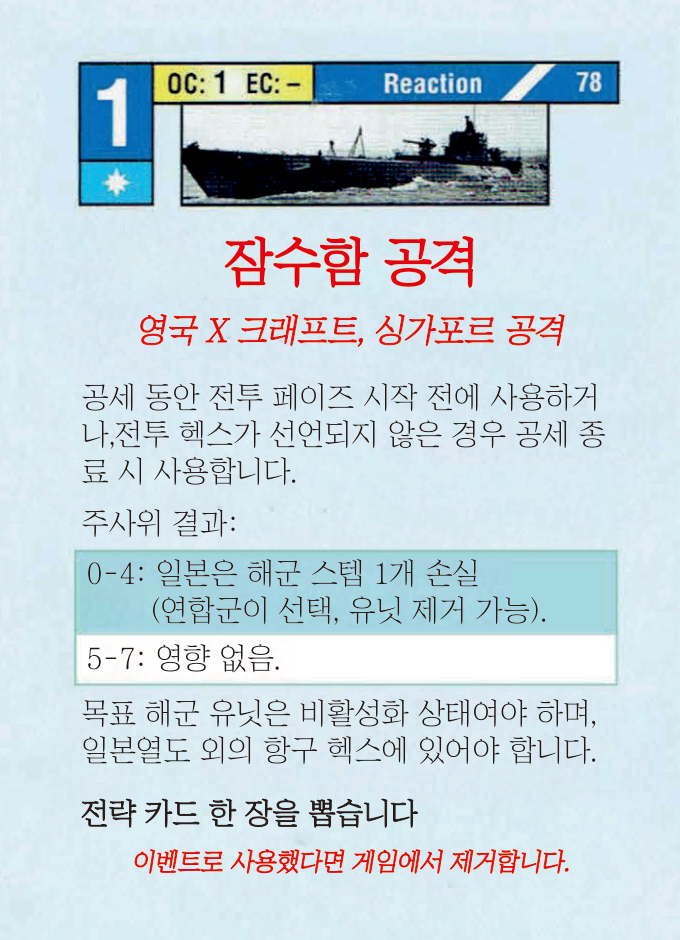 1
OC: 1 EC: –
Reaction
78
잠수함 공격
영국 X 크래프트, 싱가포르 공격
공세 동안 전투 페이즈 시작 전에 사용하거
나,전투 헥스가 선언되지 않은 경우 공세 종
료 시 사용합니다.
주사위 결과:
0-4: 일본은 해군 스텝 1개 손실
(연합군이 선택, 유닛 제거 가능).
5-7: 영향 없음.
목표 해군 유닛은 비활성화 상태여야 하며,
일본열도 외의 항구 헥스에 있어야 합니다.
전략 카드 한 장을 뽑습니다
이벤트로 사용했다면 게임에서 제거합니다.